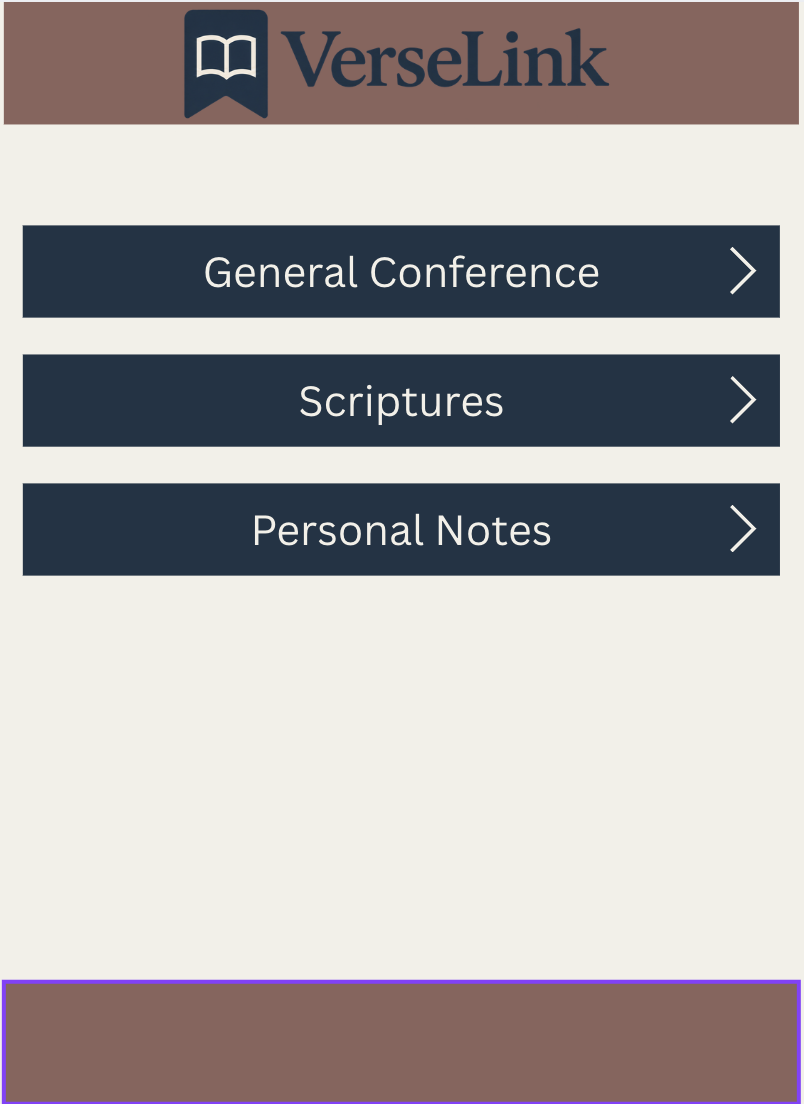 VerseLink
General Conference
Scriptures
Personal Notes